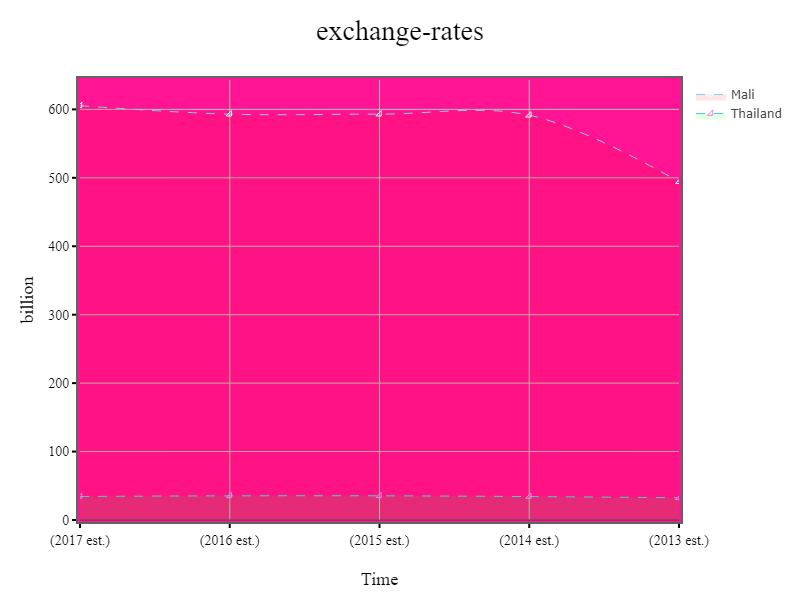 exchange-rates
Mali
Thailand
600
500
400
300
200
100
0
billion
(2017 est.)
(2016 est.)
(2015 est.)
(2014 est.)
(2013 est.)
Time